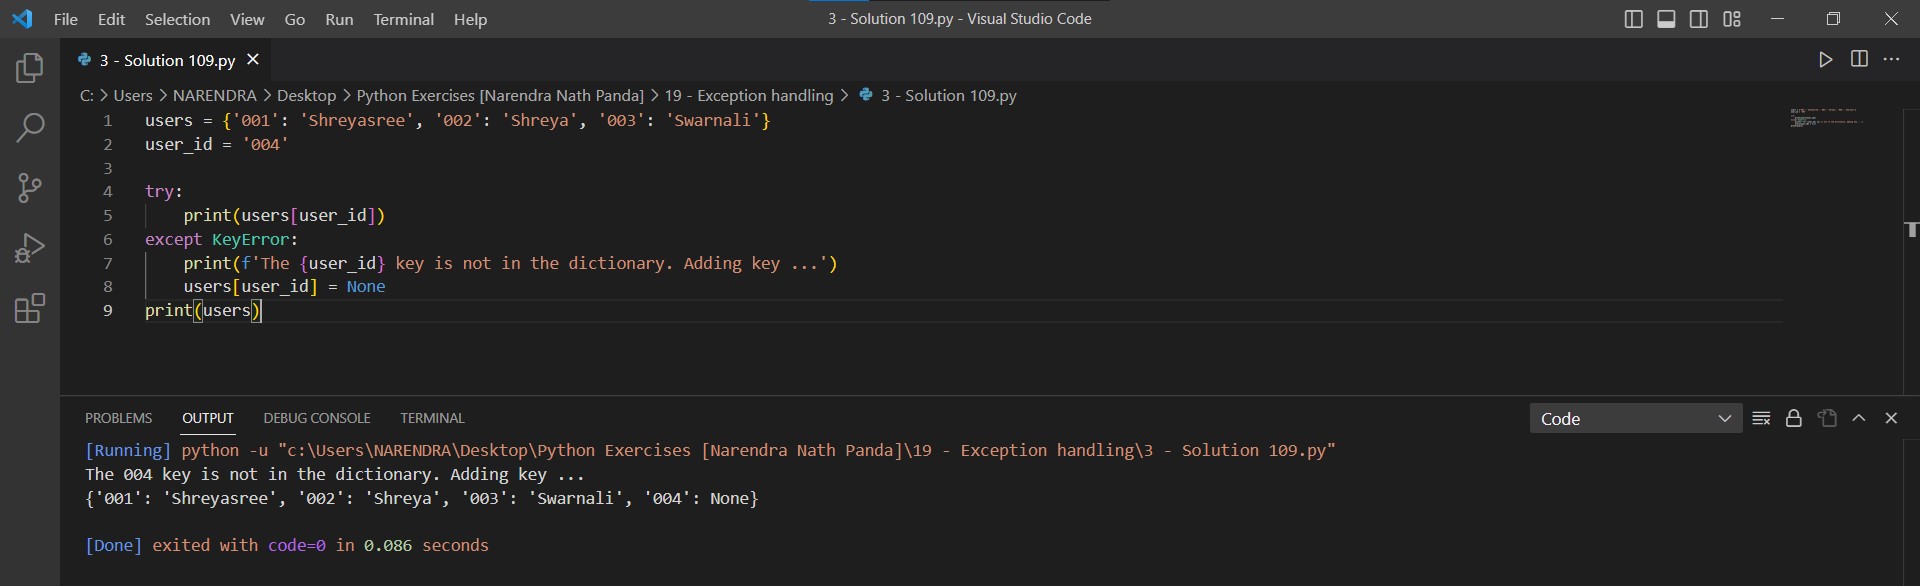 File Edit Selection View Go Run Terminal Help
3 - Solution 109.py - Visual Studio Code
3 - Solution 109.py
C: > Users > NARENDRA > Desktop > Python Exercises [Narendra Nath Panda] > 19 - Exception handling > 3 - Solution 109.py
1 users = {'001': 'Shreyasree', '002': 'Shreya', '003': 'Swarnali'}
2 user_id = '004'
3
4 try:
5     print(users[user_id])
6 except KeyError:
7     print(f'The {user_id} key is not in the dictionary. Adding key ...')
8     users[user_id] = None
9 print(users)
PROBLEMS OUTPUT DEBUG CONSOLE TERMINAL
Code
[Running] python -u "c:\Users\NARENDRA\Desktop\Python Exercises [Narendra Nath Panda]\19 - Exception handling\3 - Solution 109.py"
The 004 key is not in the dictionary. Adding key ...
{'001': 'Shreyasree', '002': 'Shreya', '003': 'Swarnali', '004': None}
[Done] exited with code=0 in 0.086 seconds